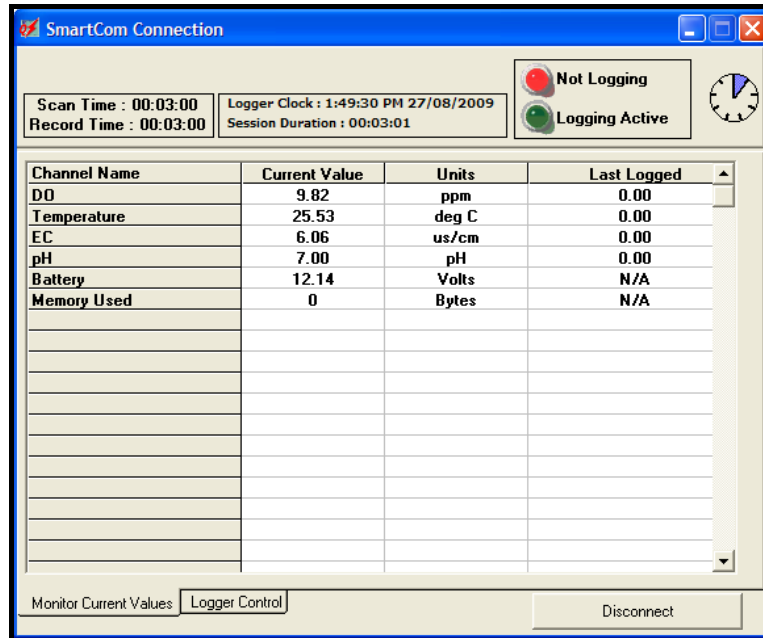 SmartCom Connection
Scan Time : 00:03:00
Record Time : 00:03:00
Logger Clock : 1:49:30 PM 27/08/2009
Session Duration : 00:03:01
Not Logging
Logging Active
Channel Name Current Value Units Last Logged
DO 9.82 ppm 0.00
Temperature 25.53 deg C 0.00
EC 6.06 us/cm 0.00
pH 7.00 pH 0.00
Battery 12.14 Volts N/A
Memory Used 0 Bytes N/A
Monitor Current Values Logger Control Disconnect